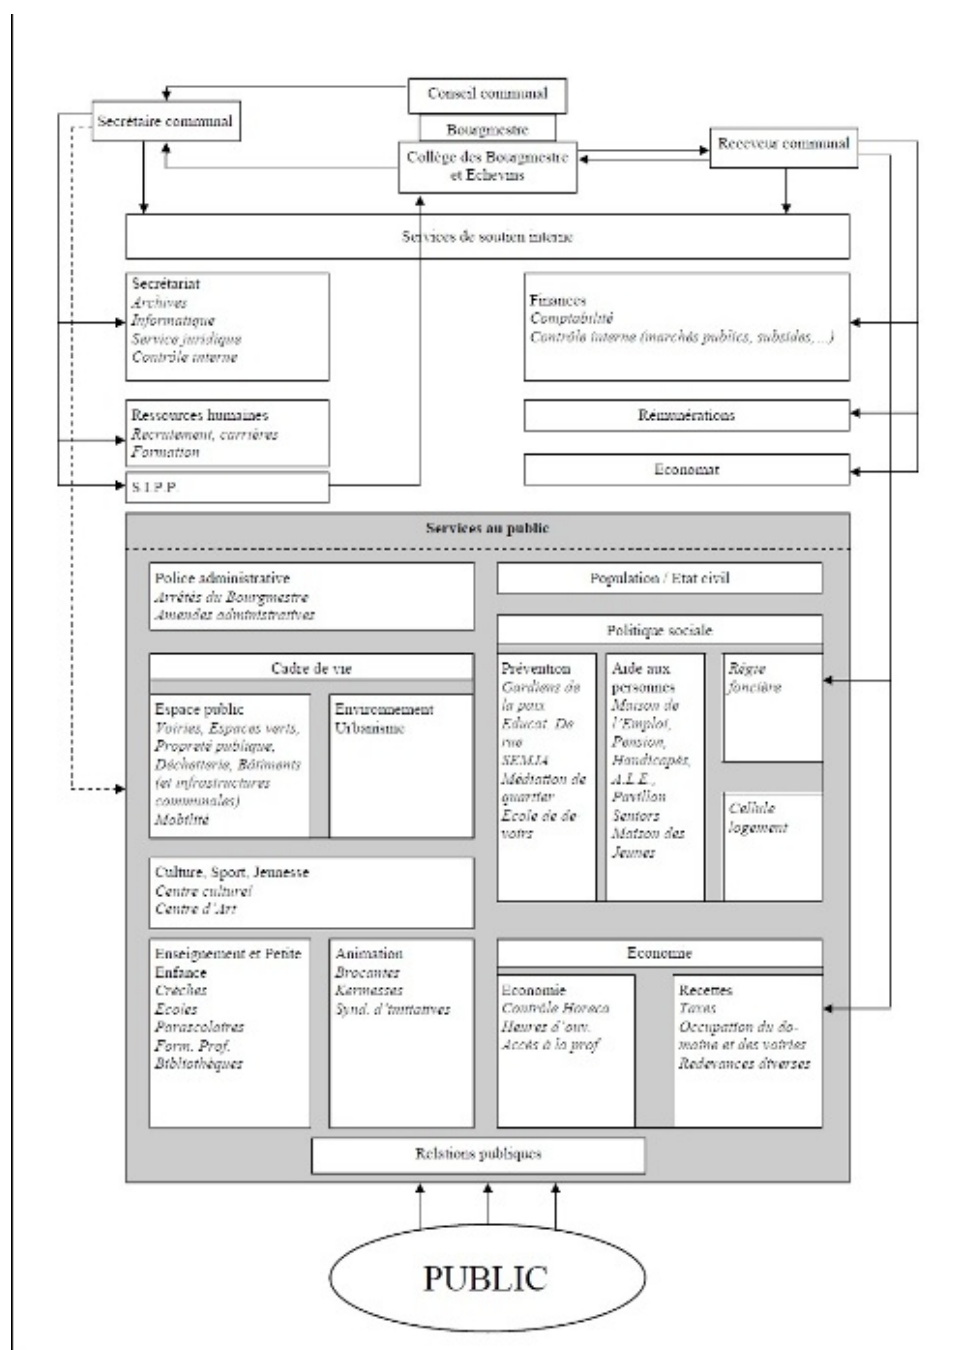 Conseil communal
Secrétaire communal
Bourgmestre
Receveur communal
Collège des Bourgmestre
et Echevins
Services de soutien interne
Secrétariat
Archives
Informatique
Service juridique
Contrôle interne
Finances
Comptabilité
Contrôle interne (marchés publics, subsides,...)
Ressources humaines
Recrutement, carrières
Formation
Rémunérations
S.I.P.P.
Economat
Services au public
Police administrative
Arrêtés du Bourgmestre
Amendes administratives
Population / Etat civil
Politique sociale
Cadre de vie
Espace public
Voiries, Espaces verts,
Propreté publique,
Déchetterie, Bâtiments
(et infrastructures
communales)
Mobilité
Environnement
Urbanisme
Prévention
Gardiens de
la paix
Educat. De
rue
SEMJA
Médiation de
quartier
Ecole de de-
voirs
Aide aux
personnes
Maison de
l'Emploi,
Pension,
Handicapés,
A.L.E.,
Pavillon
Seniors
Maison des
Jeunes
Régie
foncière
Cellule
logement
Culture, Sport, Jeunesse
Centre culturel
Centre d'Art
Enseignement et Petite
Enfance
Crèches
Ecoles
Parascolaires
Form. Prof.
Bibliothèques
Animation
Brocantes
Kermesses
Synd. d'initiatives
Economie
Economie
Contrôle Horeca
Heures d'ouv.
Accès à la prof
Recettes
Taxes
Occupation du do-
maine et des voiries
Redevances diverses
Relations publiques
PUBLIC